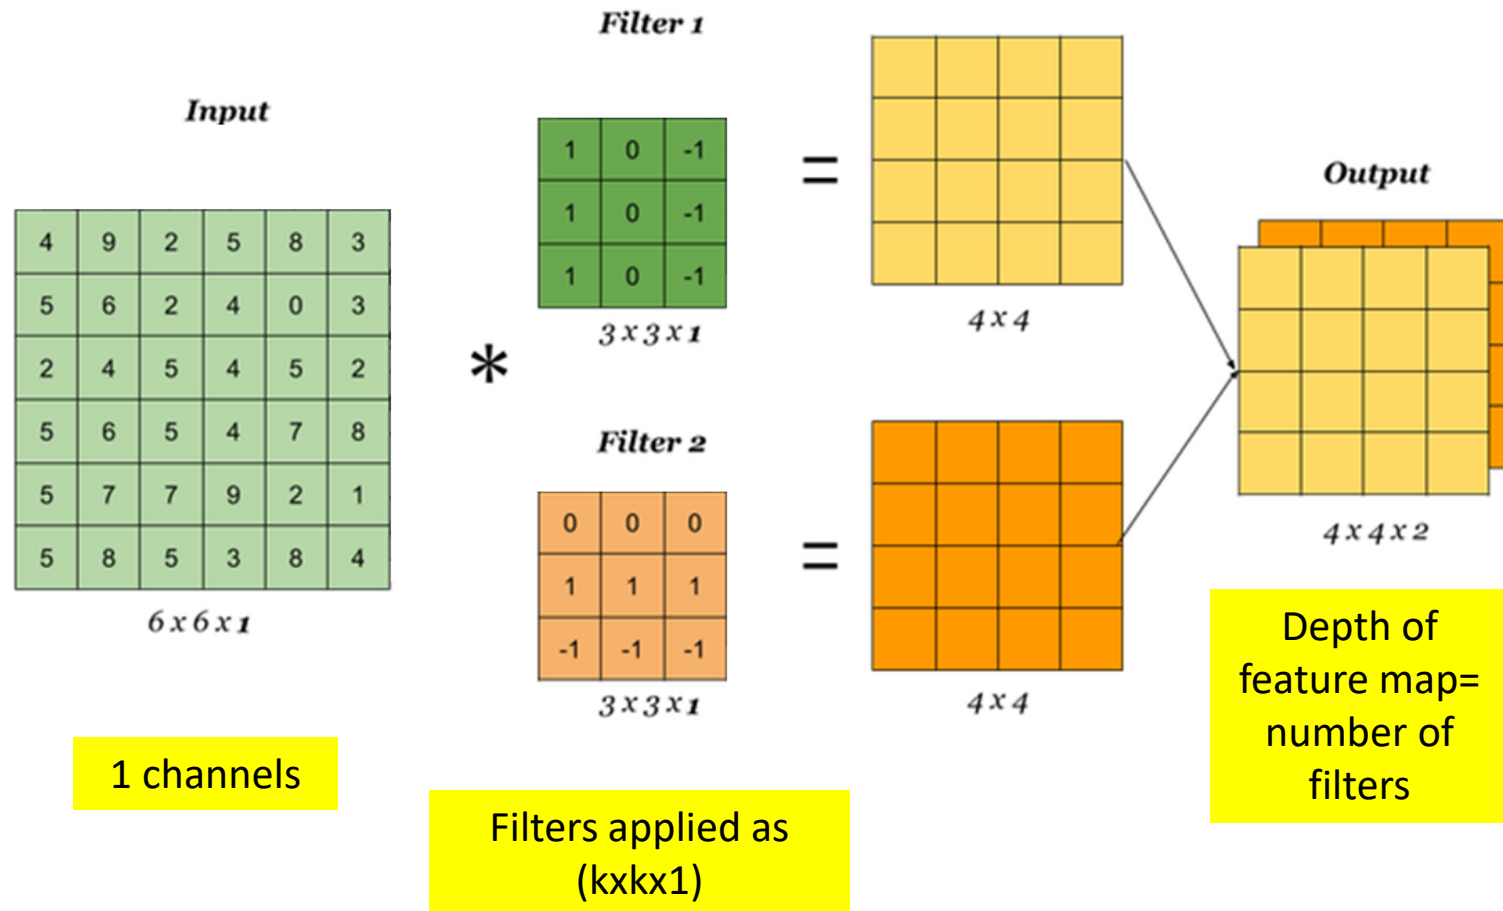 Input
4 9 2 5 8 3
5 6 2 4 0 3
2 4 5 4 5 2
5 6 5 4 7 8
5 7 7 9 2 1
5 8 5 3 8 4
6 x 6 x 1
1 channels
*
Filter 1
1 0 -1
1 0 -1
1 0 -1
3 x 3 x 1
=
4 x 4
Filter 2
0 0 0
1 1 1
-1 -1 -1
3 x 3 x 1
=
4 x 4
Filters applied as
(kxkx1)
Output
4 x 4 x 2
Depth of
feature map=
number of
filters